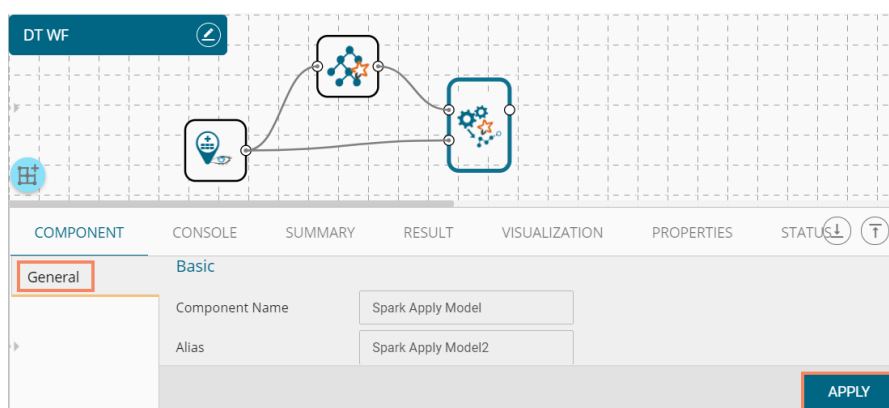 DT WF
COMPONENT CONSOLE SUMMARY RESULT VISUALIZATION PROPERTIES STATUS
General
Basic
Component Name Spark Apply Model
Alias Spark Apply Model2
APPLY